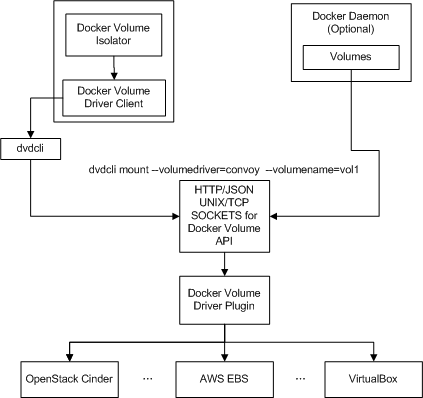 Docker Volume
Isolator
Docker Volume
Driver Client
Docker Daemon
(Optional)
Volumes
dvdcli
dvdcli mount --volumedriver=convoy --volumename=vol1
HTTP/JSON
UNIX/TCP
SOCKETS for
Docker Volume
API
Docker Volume
Driver Plugin
OpenStack Cinder
...
AWS EBS
...
VirtualBox